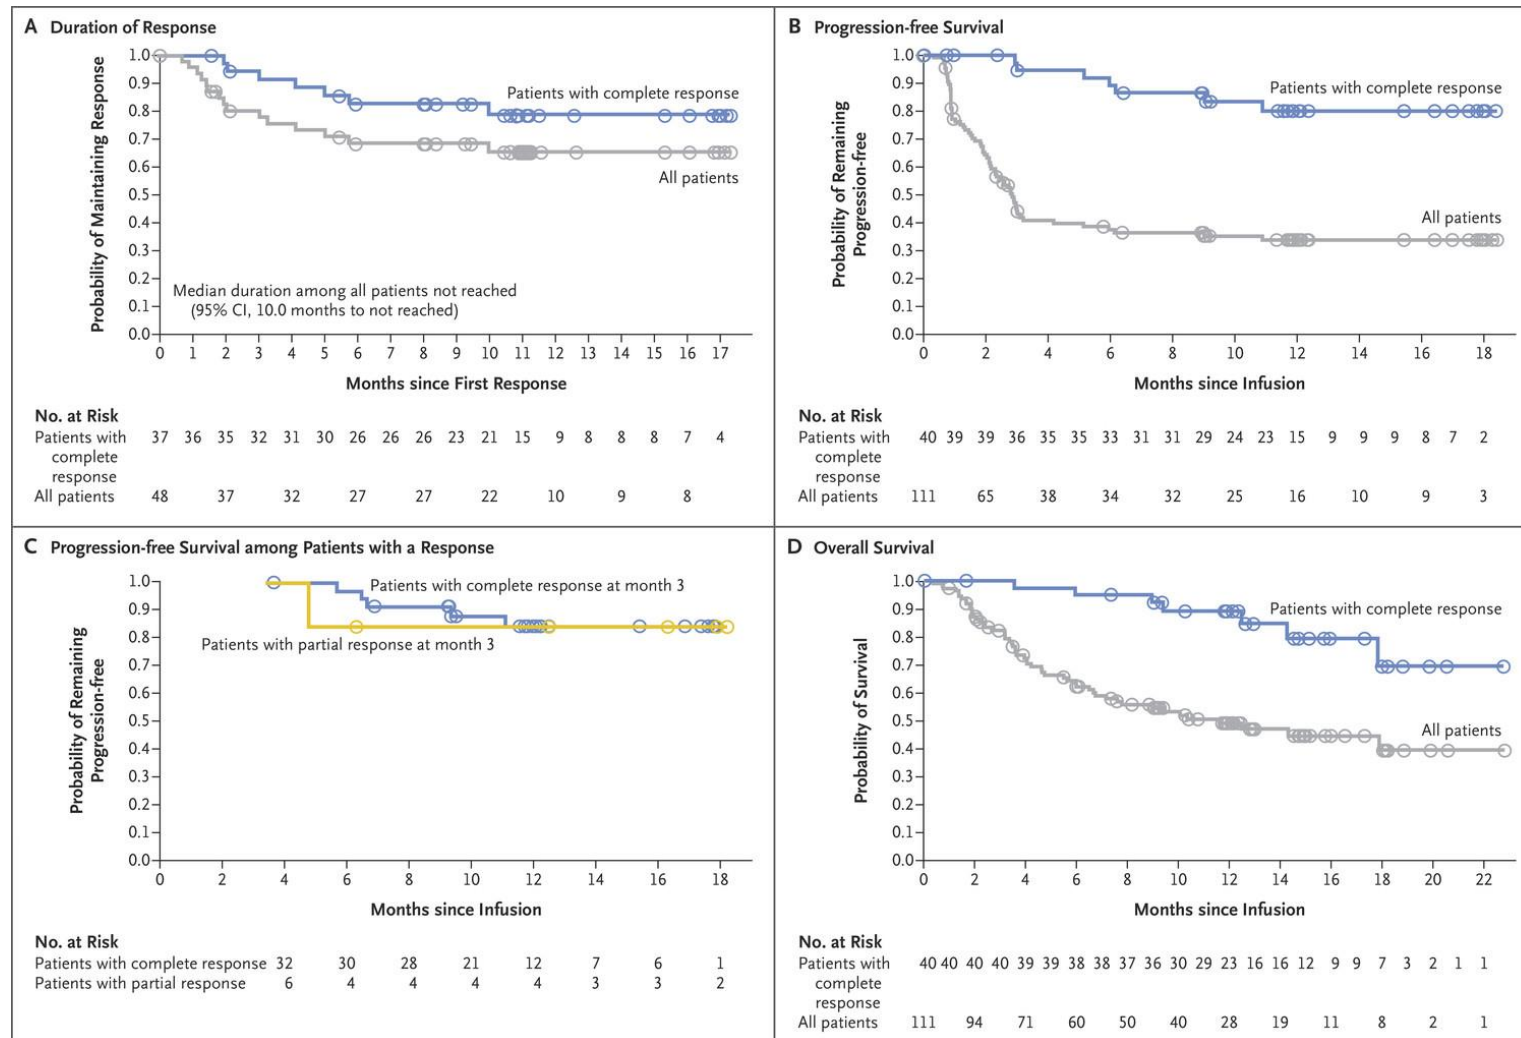 A Duration of Response
1.0
0.9
0.8
0.7
0.6
0.5
0.4
0.3
0.2
0.1
0.0
Probability of Maintaining Response
Patients with complete response
All patients
Median duration among all patients not reached
(95% CI, 10.0 months to not reached)
0 1 2 3 4 5 6 7 8 9 10 11 12 13 14 15 16 17
Months since First Response
No. at Risk
Patients with 37 36 35 32 31 30 26 26 26 23 21 15 9 8 8 8 7 4
complete
response
All patients 48 37 32 27 27 22 10 9 8
B Progression-free Survival
1.0
0.9
0.8
0.7
0.6
0.5
0.4
0.3
0.2
0.1
0.0
Probability of Remaining
Progression-free
Patients with complete response
All patients
0 2 4 6 8 10 12 14 16 18
Months since Infusion
No. at Risk
Patients with 40 39 39 36 35 35 33 31 31 29 24 23 15 9 9 9 8 7 2
complete
response
All patients 111 65 38 34 32 25 16 10 9 3
C Progression-free Survival among Patients with a Response
1.0
0.9
0.8
0.7
0.6
0.5
0.4
0.3
0.2
0.1
0.0
Probability of Remaining
Progression-free
Patients with complete response at month 3
Patients with partial response at month 3
0 2 4 6 8 10 12 14 16 18
Months since Infusion
No. at Risk
Patients with complete response 32 30 28 21 12 7 6 1
Patients with partial response 6 4 4 4 4 3 3 2
D Overall Survival
1.0
0.9
0.8
0.7
0.6
0.5
0.4
0.3
0.2
0.1
0.0
Probability of Survival
Patients with complete response
All patients
0 2 4 6 8 10 12 14 16 18 20 22
Months since Infusion
No. at Risk
Patients with 40 40 40 40 39 39 38 38 37 36 30 29 23 16 16 12 9 9 7 3 2 1 1
complete
response
All patients 111 94 71 60 50 40 28 19 11 8 2 1